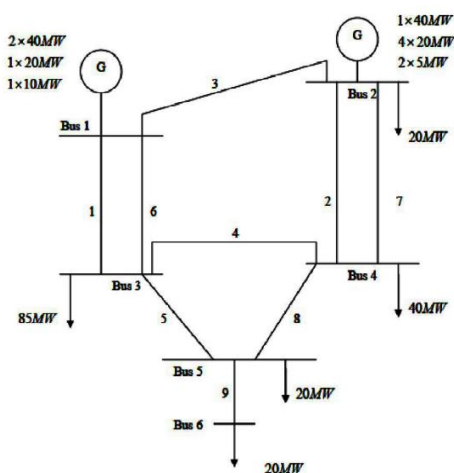 2×40MW
1×20MW
1×10MW
G
1×40MW
4×20MW
2×5MW
G
3
Bus 1
Bus 2
20MW
1
6
2
7
4
Bus 3
Bus 4
85MW
5
8
40MW
Bus 5
9
20MW
Bus 6
20MW